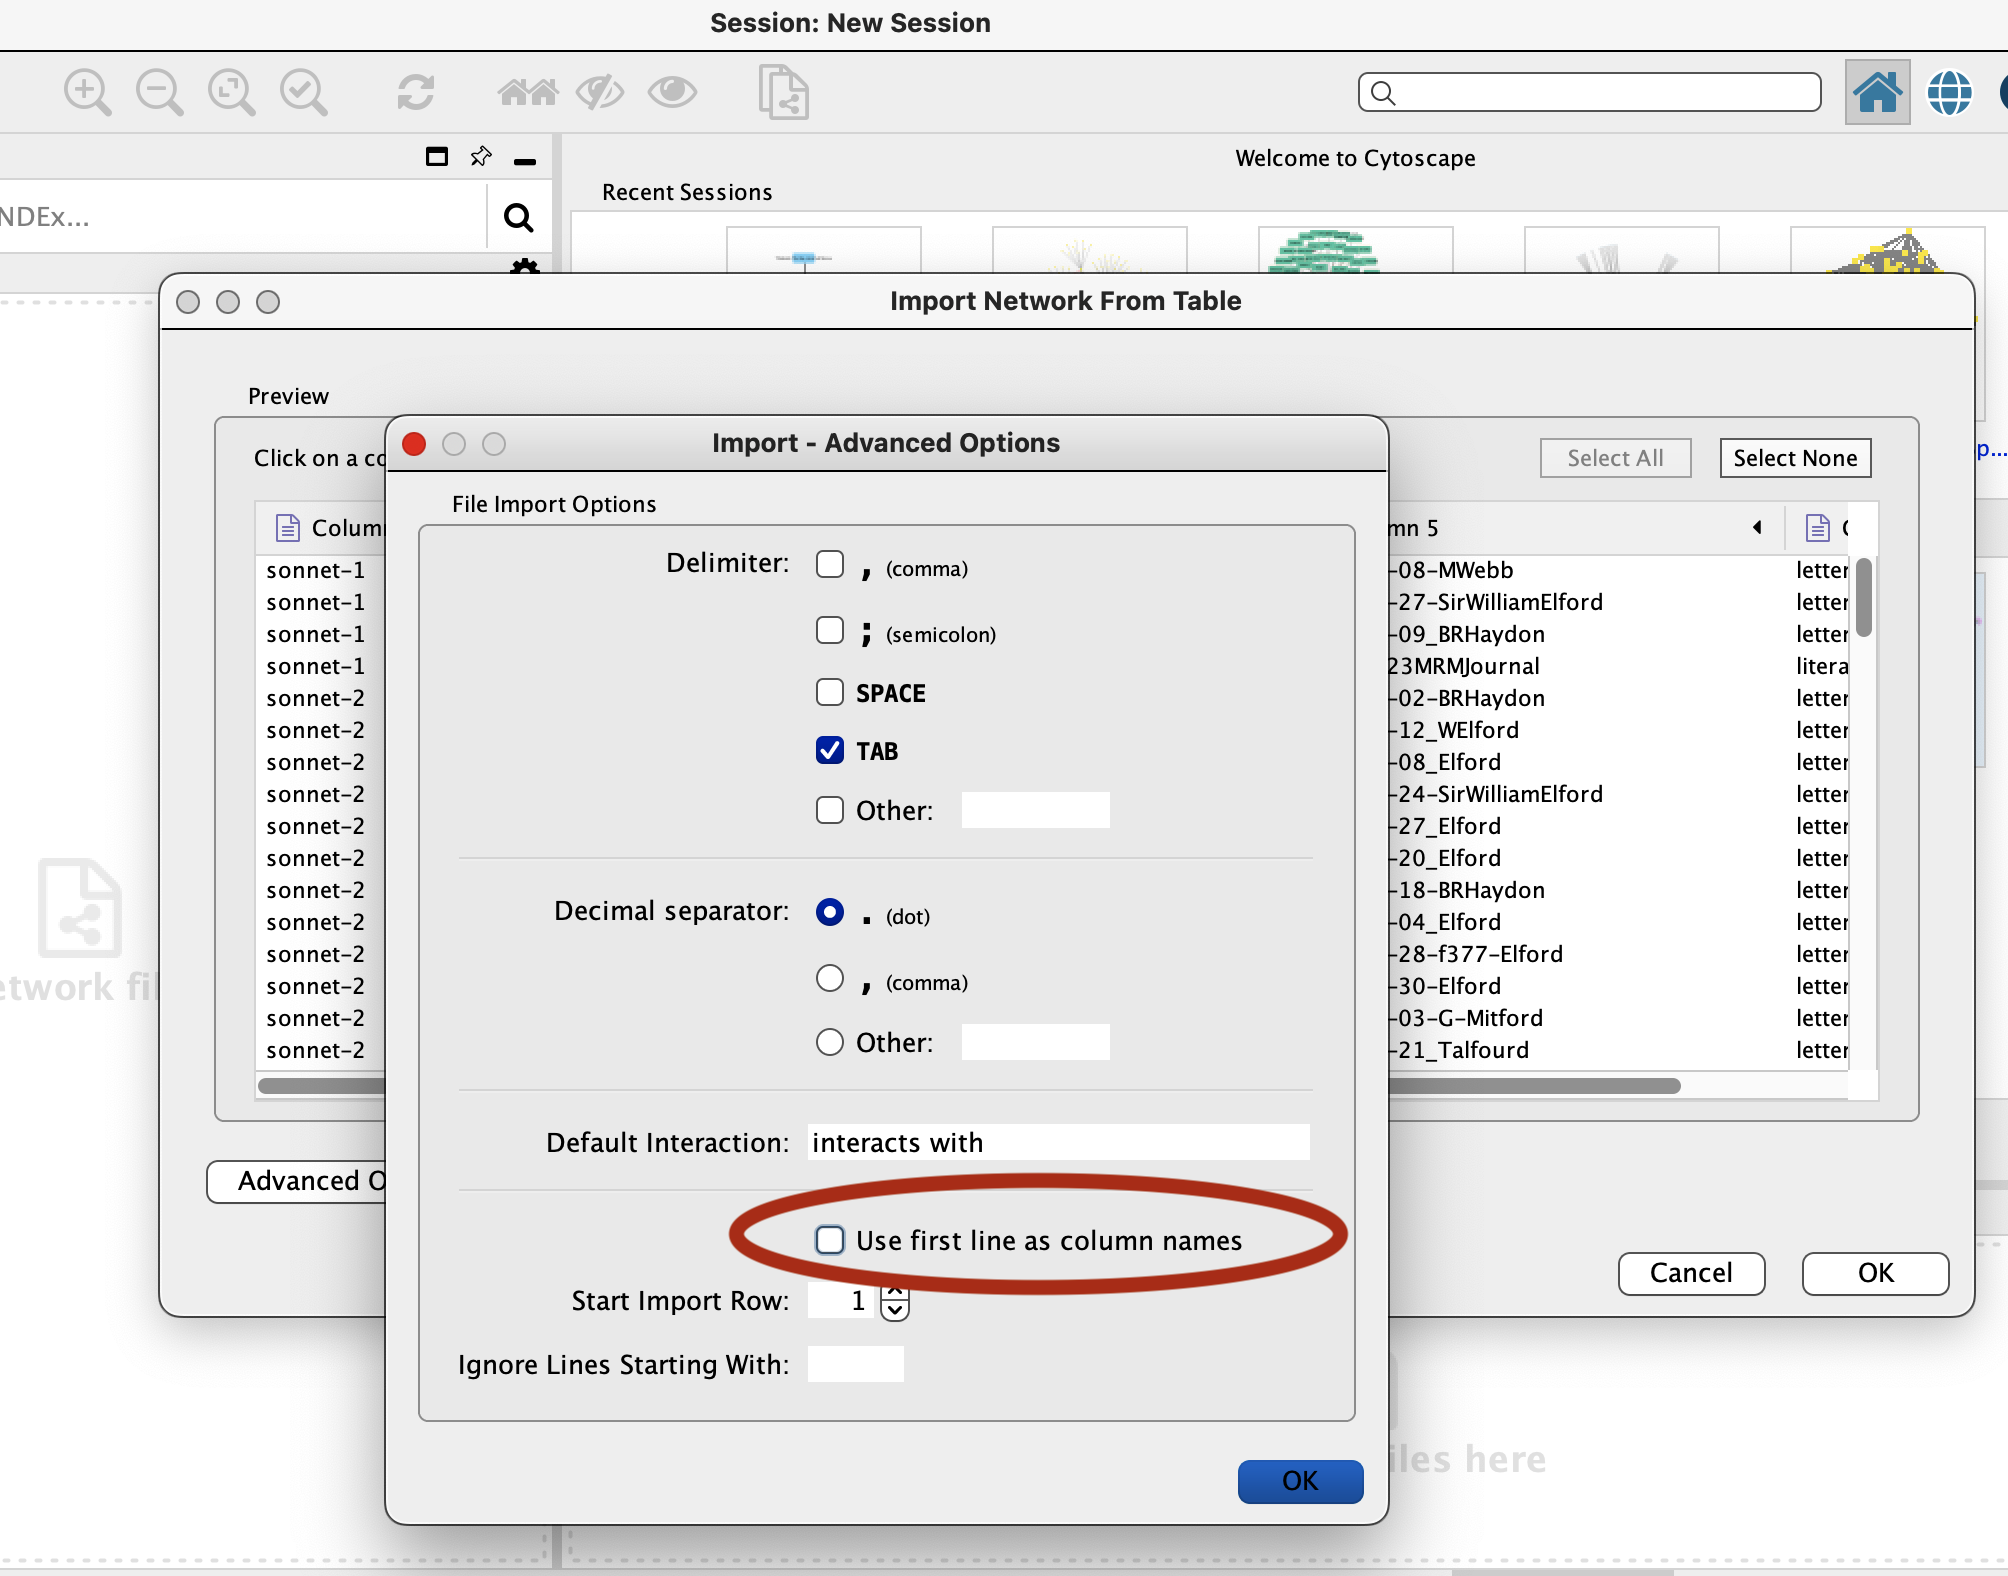 Session: New Session
NDEx...
Welcome to Cytoscape
Recent Sessions
Import Network From Table
Preview
Click on a co
Select All
Select None
p...
Import - Advanced Options
File Import Options
Delimiter:
, (comma)
; (semicolon)
SPACE
TAB
Other:
Decimal separator:
. (dot)
, (comma)
Other:
Default Interaction: interacts with
Use first line as column names
Start Import Row: 1
Ignore Lines Starting With:
OK
Colum
sonnet-1
sonnet-1
sonnet-1
sonnet-1
sonnet-2
sonnet-2
sonnet-2
sonnet-2
sonnet-2
sonnet-2
sonnet-2
sonnet-2
sonnet-2
sonnet-2
sonnet-2
sonnet-2
mn 5
-08-MWebb letter
-27-SirWilliamElford letter
-09_BRHaydon letter
23MRMJournal litera
-02-BRHaydon letter
-12_WElford letter
-08_Elford letter
-24-SirWilliamElford letter
-27_Elford letter
-20_Elford letter
-18-BRHaydon letter
-04_Elford letter
-28-f377-Elford letter
-30-Elford letter
-03-G-Mitford letter
-21_Talfourd letter
Advanced O
Cancel
OK
etwork fil
iles here